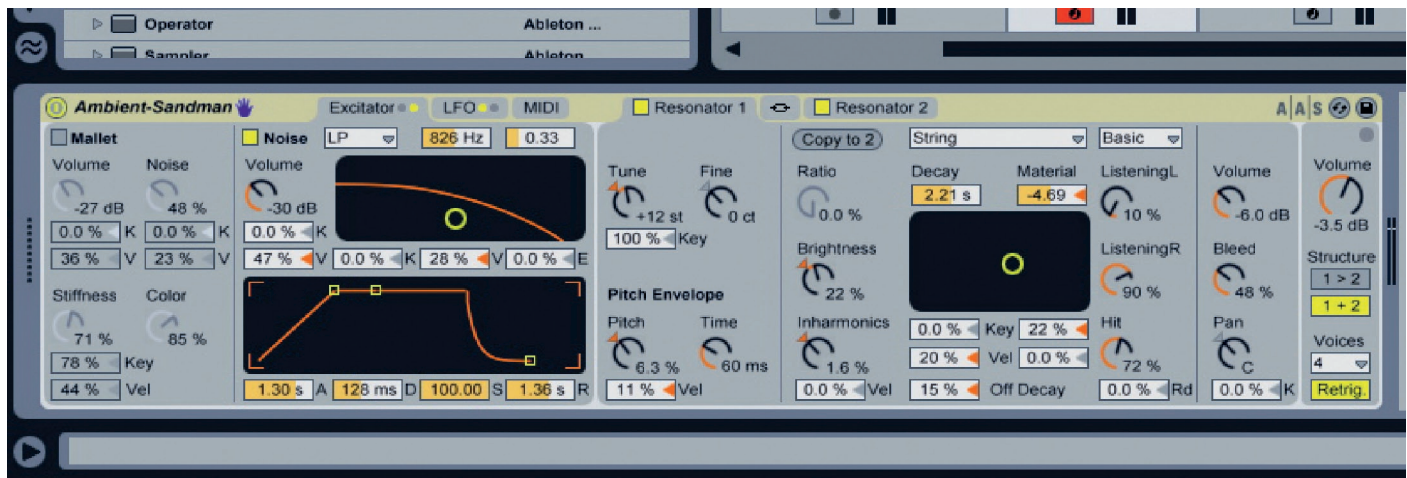 Operator Ableton ...
Sampler Ableton
Ambient-Sandman Excitator LFO MIDI Resonator 1 Resonator 2 A|A|S
Mallet Noise LP 826 Hz 0.33 Copy to 2 String Basic
Volume Noise Volume Tune Fine Ratio Decay Material ListeningL Volume Volume
-27 dB 48 % -30 dB +12 st 0 ct 0.0 % 2.21 s -4.69 10 % -6.0 dB -3.5 dB
0.0 % K 0.0 % K 0.0 % K 100 % Key
36 % V 23 % V 47 % V 0.0 % K 28 % V 0.0 % E Brightness ListeningR Bleed Structure
22 % 90 % 48 % 1 > 2
Stiffness Color Pitch Envelope 1 + 2
71 % 85 % Pitch Time Inharmonics 0.0 % Key 22 % Hit Pan Voices
78 % Key 6.3 % 60 ms 1.6 % 20 % Vel 0.0 % 72 % C 4
44 % Vel 1.30 s A 128 ms D 100.00 S 1.36 s R 11 % Vel 0.0 % Vel 15 % Off Decay 0.0 % Rd 0.0 % K Retrig.